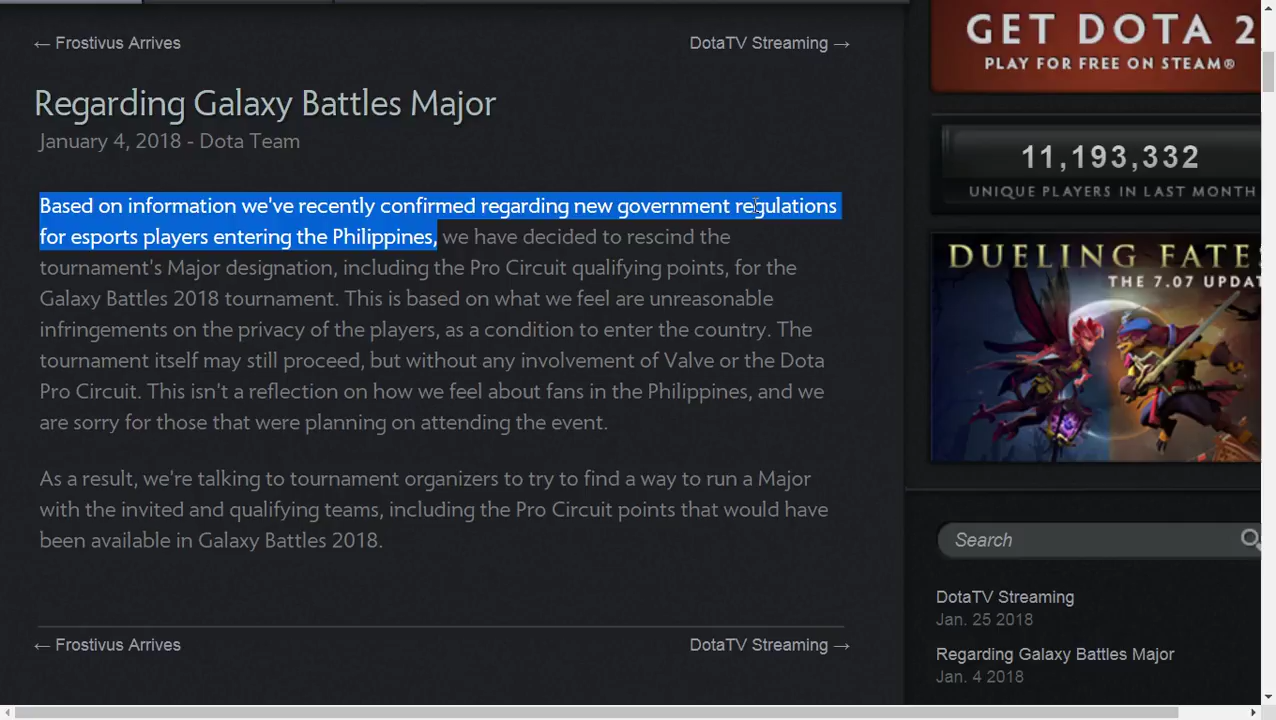 ← Frostivus Arrives
DotaTV Streaming →
Regarding Galaxy Battles Major
January 4, 2018 - Dota Team
Based on information we've recently confirmed regarding new government regulations
for esports players entering the Philippines, we have decided to rescind the
tournament's Major designation, including the Pro Circuit qualifying points, for the
Galaxy Battles 2018 tournament. This is based on what we feel are unreasonable
infringements on the privacy of the players, as a condition to enter the country. The
tournament itself may still proceed, but without any involvement of Valve or the Dota
Pro Circuit. This isn't a reflection on how we feel about fans in the Philippines, and we
are sorry for those that were planning on attending the event.
As a result, we're talking to tournament organizers to try to find a way to run a Major
with the invited and qualifying teams, including the Pro Circuit points that would have
been available in Galaxy Battles 2018.
← Frostivus Arrives
DotaTV Streaming →
GET DOTA 2
PLAY FOR FREE ON STEAM®
11,193,332
UNIQUE PLAYERS IN LAST MONTH
DUELING FATES
THE 7.07 UPDA
Search
DotaTV Streaming
Jan. 25 2018
Regarding Galaxy Battles Major
Jan. 4 2018